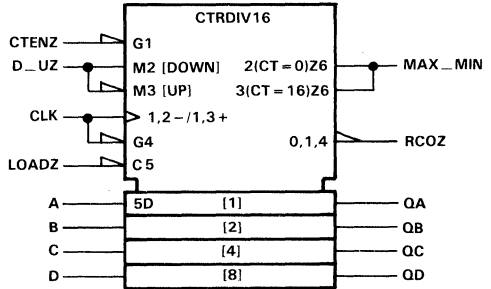 CTRDIV16
CTENZ G1
D_UZ M2 [DOWN] 2(CT=0)Z6 MAX_MIN
M3 [UP] 3(CT=16)Z6
CLK 1,2-/1,3+
G4 0,1,4 RCOZ
LOADZ C5
A 5D [1] QA
B [2] QB
C [4] QC
D [8] QD